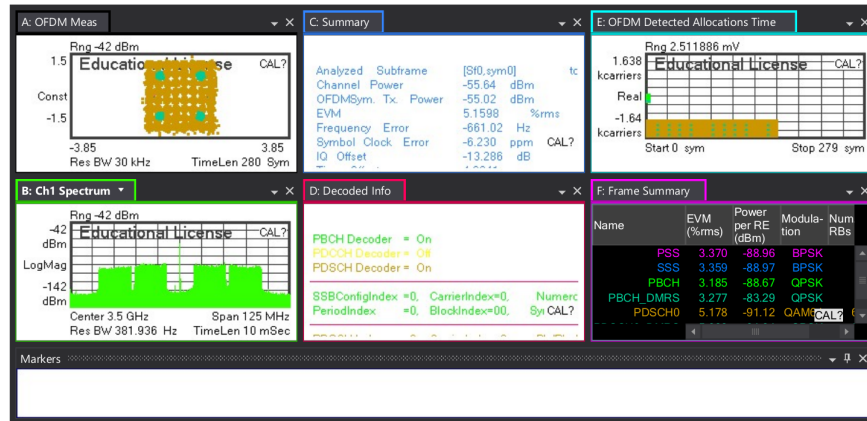 A: OFDM Meas
Rng -42 dBm
1.5
Educational License
CAL?
Const
-1.5
-3.85
3.85
Res BW 30 kHz
TimeLen 280 Sym
C: Summary
Analyzed Subframe [Sf0,sym0] tc
Channel Power -55.64 dBm
OFDMSym. Tx. Power -55.02 dBm
EVM 5.1598 %rms
Frequency Error -661.02 Hz
Symbol Clock Error -6.230 ppm CAL?
IQ Offset -13.286 dB
E: OFDM Detected Allocations Time
Rng 2.511886 mV
1.638
Educational License
CAL?
kcarriers
Real
-1.64
kcarriers
Start 0 sym
Stop 279 sym
B: Ch1 Spectrum
Rng -42 dBm
-42
Educational License
CAL?
dBm
LogMag
-142
dBm
Center 3.5 GHz
Span 125 MHz
Res BW 381.936 Hz
TimeLen 10 mSec
D: Decoded Info
PBCH Decoder = On
PDCCH Decoder = Off
PDSCH Decoder = On
SSBConfigIndex =0, CarrierIndex=0, Numerc
PeriodIndex =0, BlockIndex=00, Syı CAL?
F: Frame Summary
Name EVM (%rms) Power per RE (dBm) Modula-tion Num RBs
PSS 3.370 -88.96 BPSK
SSS 3.359 -88.97 BPSK
PBCH 3.185 -88.67 QPSK
PBCH_DMRS 3.277 -83.29 QPSK
PDSCH0 5.178 -91.12 QAM6 CAL?
Markers